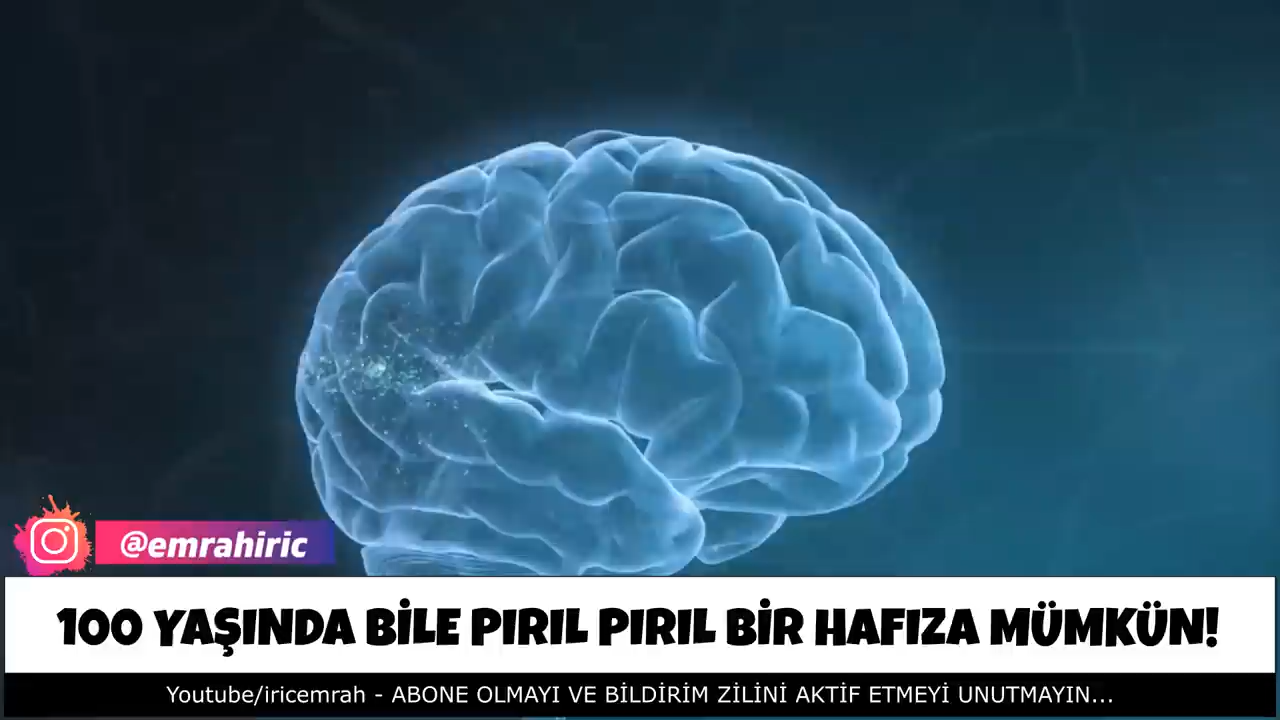 @emrahiric
100 YAŞINDA BİLE PIRIL PIRIL BİR HAFIZA MÜMKÜN!
Youtube/iricemrah - ABONE OLMAYI VE BİLDİRİM ZİLİNİ AKTİF ETMEYİ UNUTMAYIN...